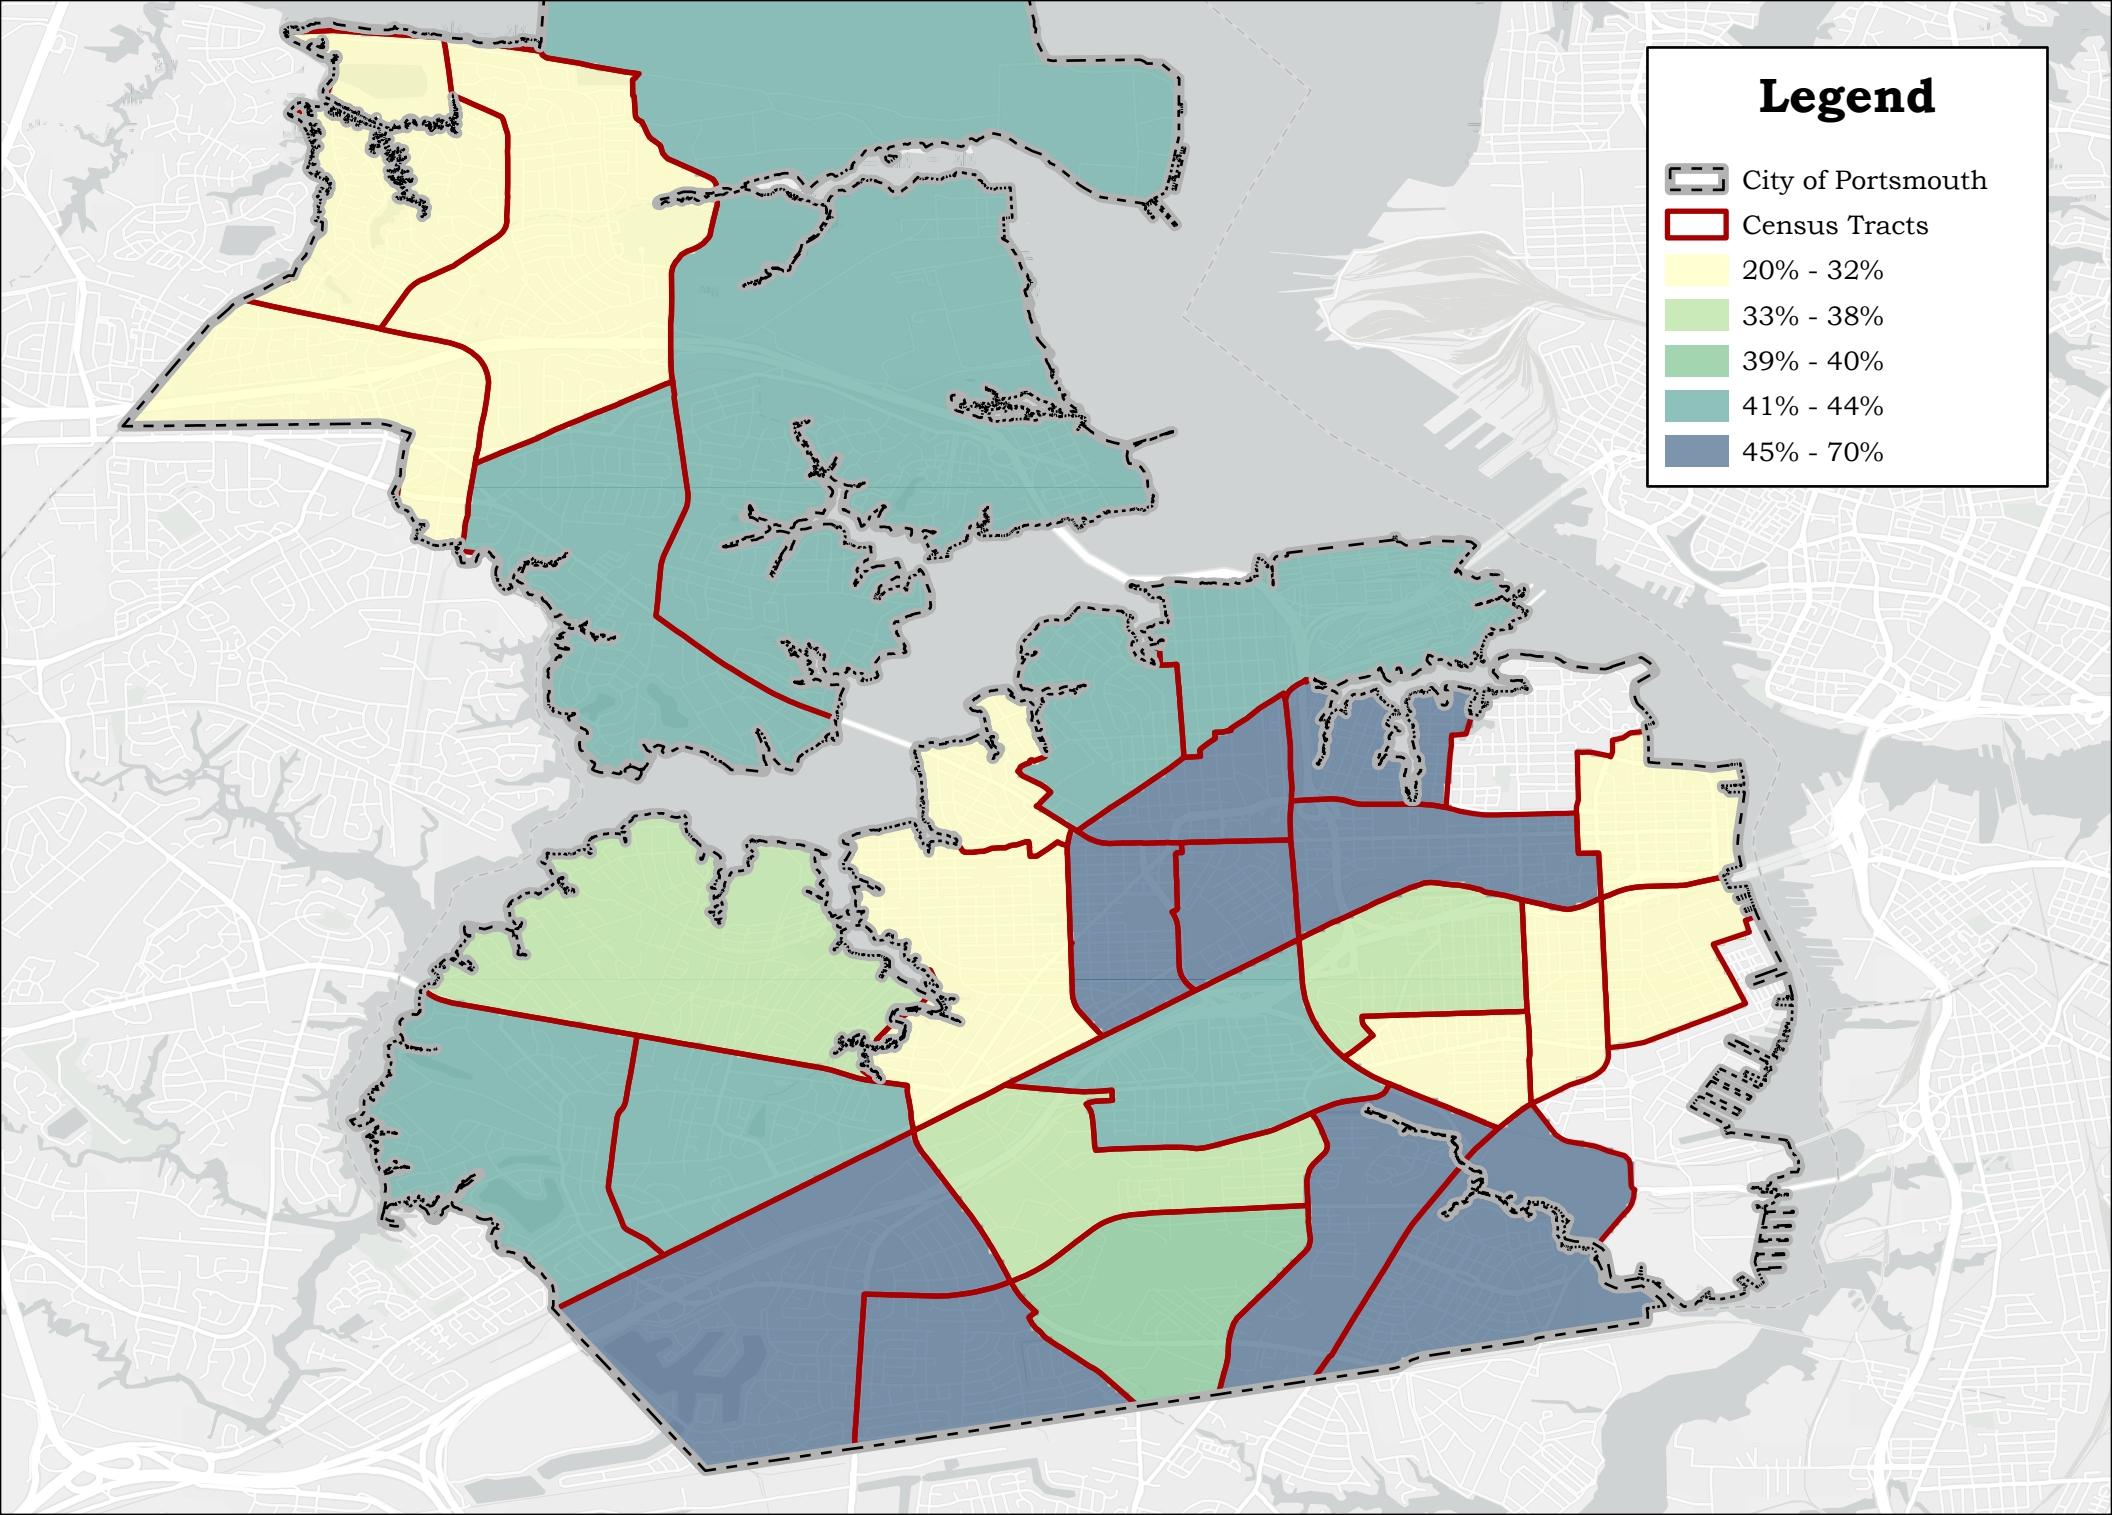 Legend
City of Portsmouth
Census Tracts
20% - 32%
33% - 38%
39% - 40%
41% - 44%
45% - 70%